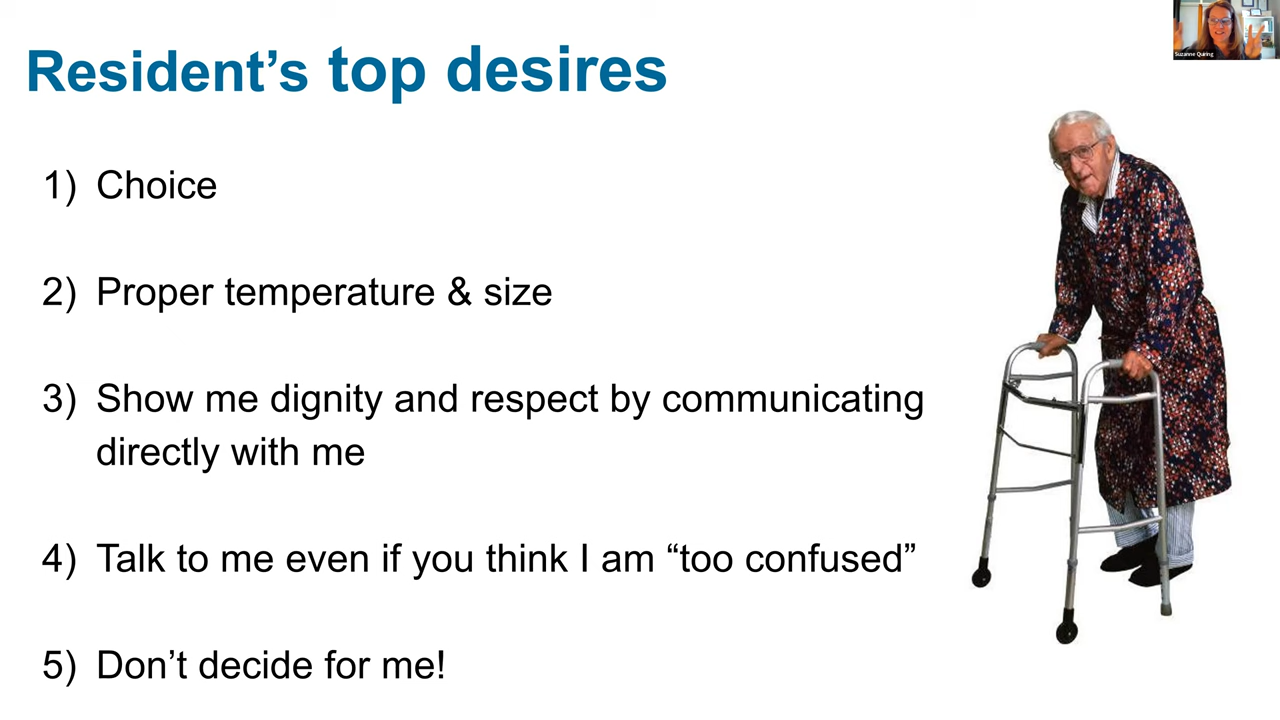 Resident’s top desires
Suzanne Quiring
1) Choice
2) Proper temperature & size
3) Show me dignity and respect by communicating
directly with me
4) Talk to me even if you think I am “too confused”
5) Don’t decide for me!